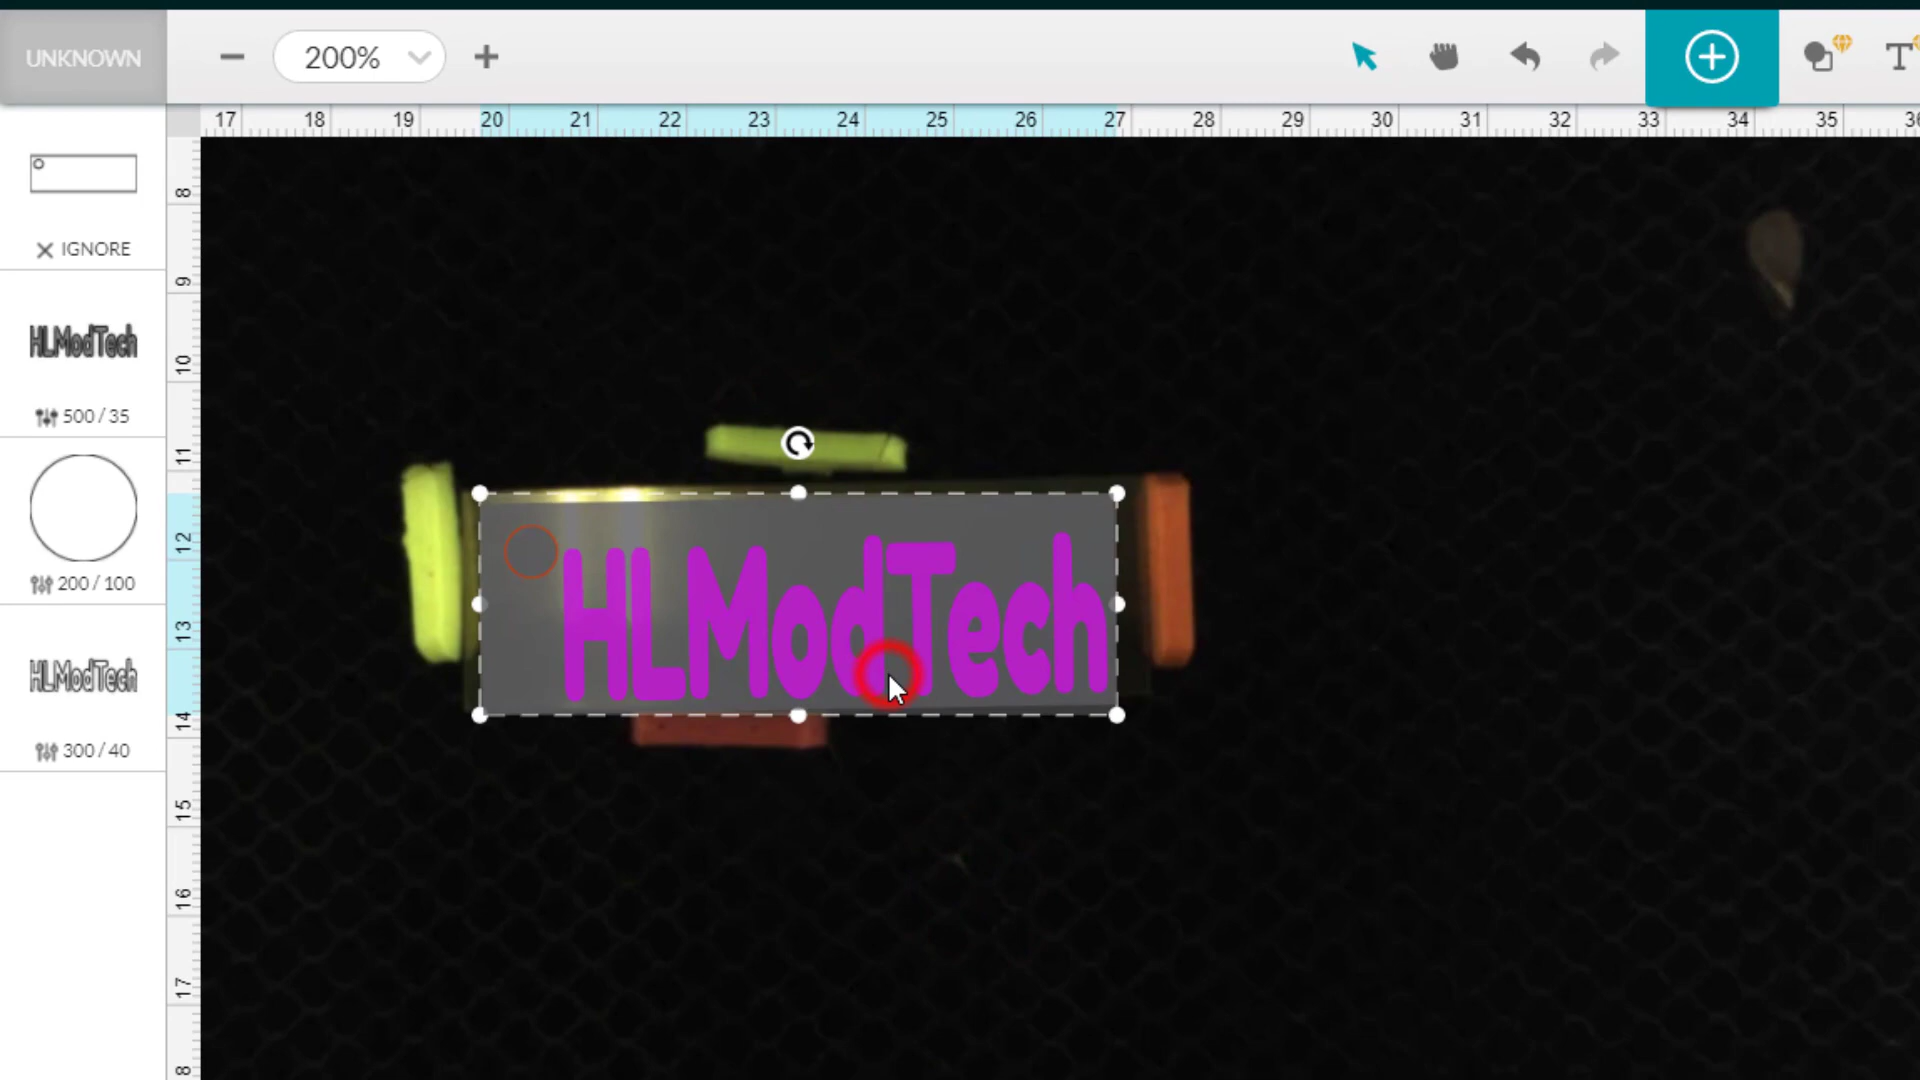 UNKNOWN
200%
T
17 18 19 20 21 22 23 24 25 26 27 28 29 30 31 32 33 34 35
8
9
10
11
12
13
14
15
16
17
IGNORE
HLModTech
500 / 35
200 / 100
HLModTech
300 / 40
HLModTech